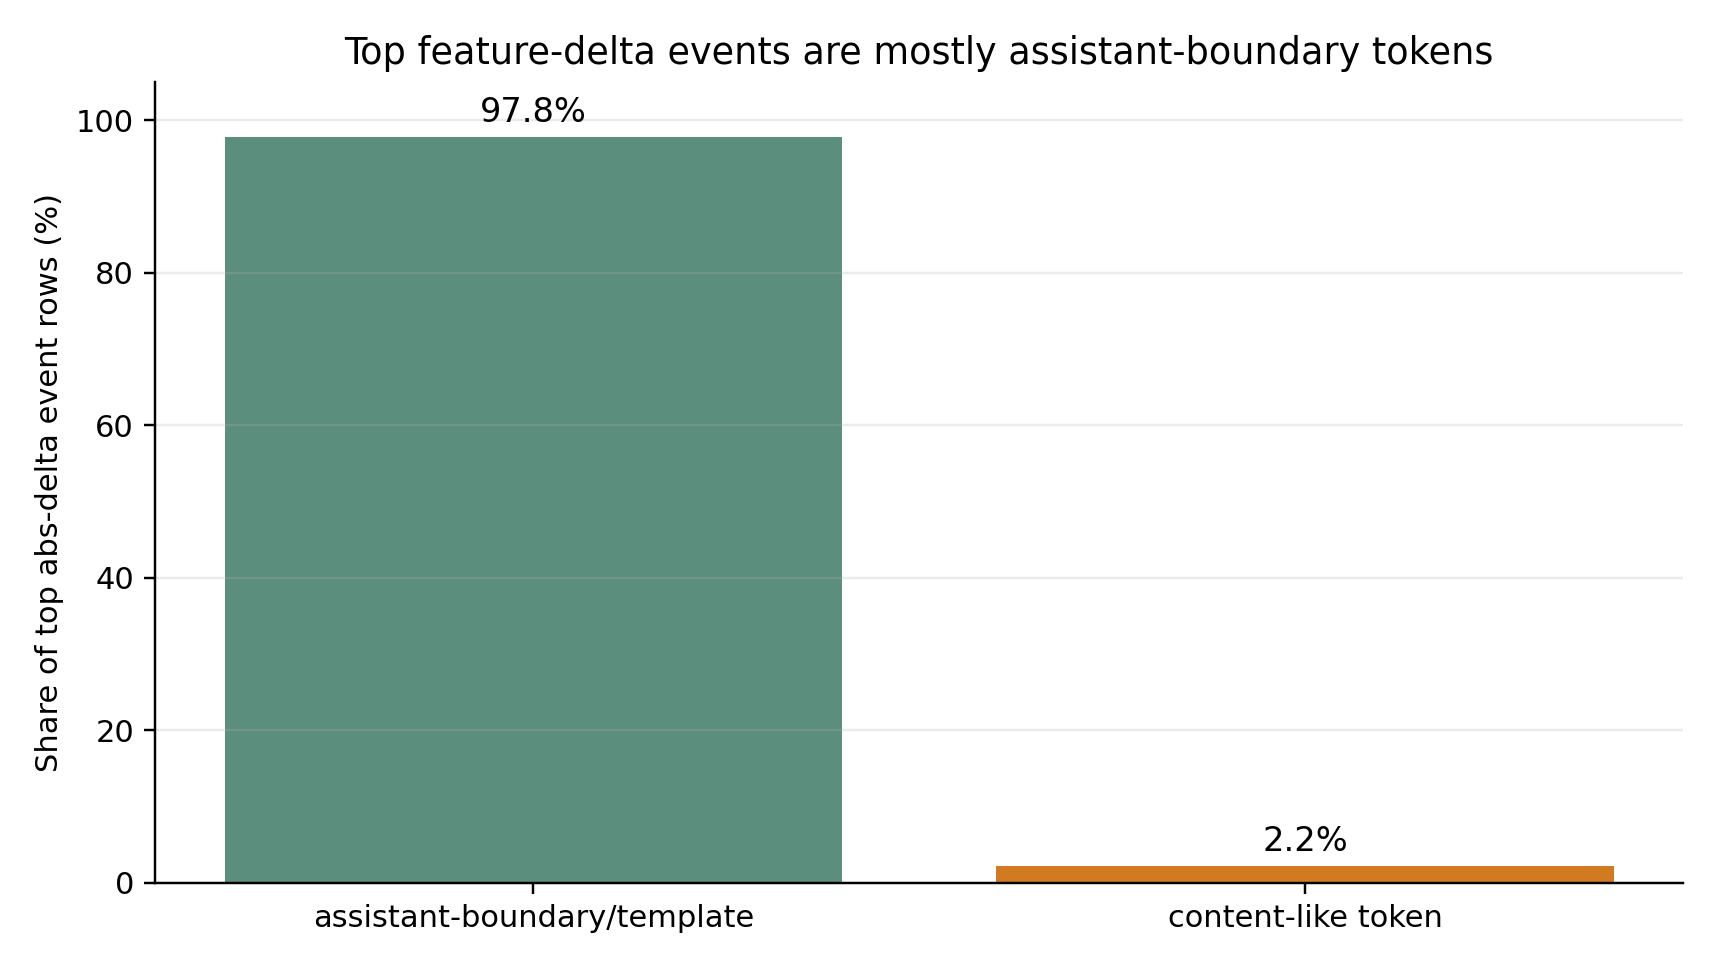 Top feature-delta events are mostly assistant-boundary tokens
Share of top abs-delta event rows (%)
100
80
60
40
20
0
97.8%
2.2%
assistant-boundary/template
content-like token